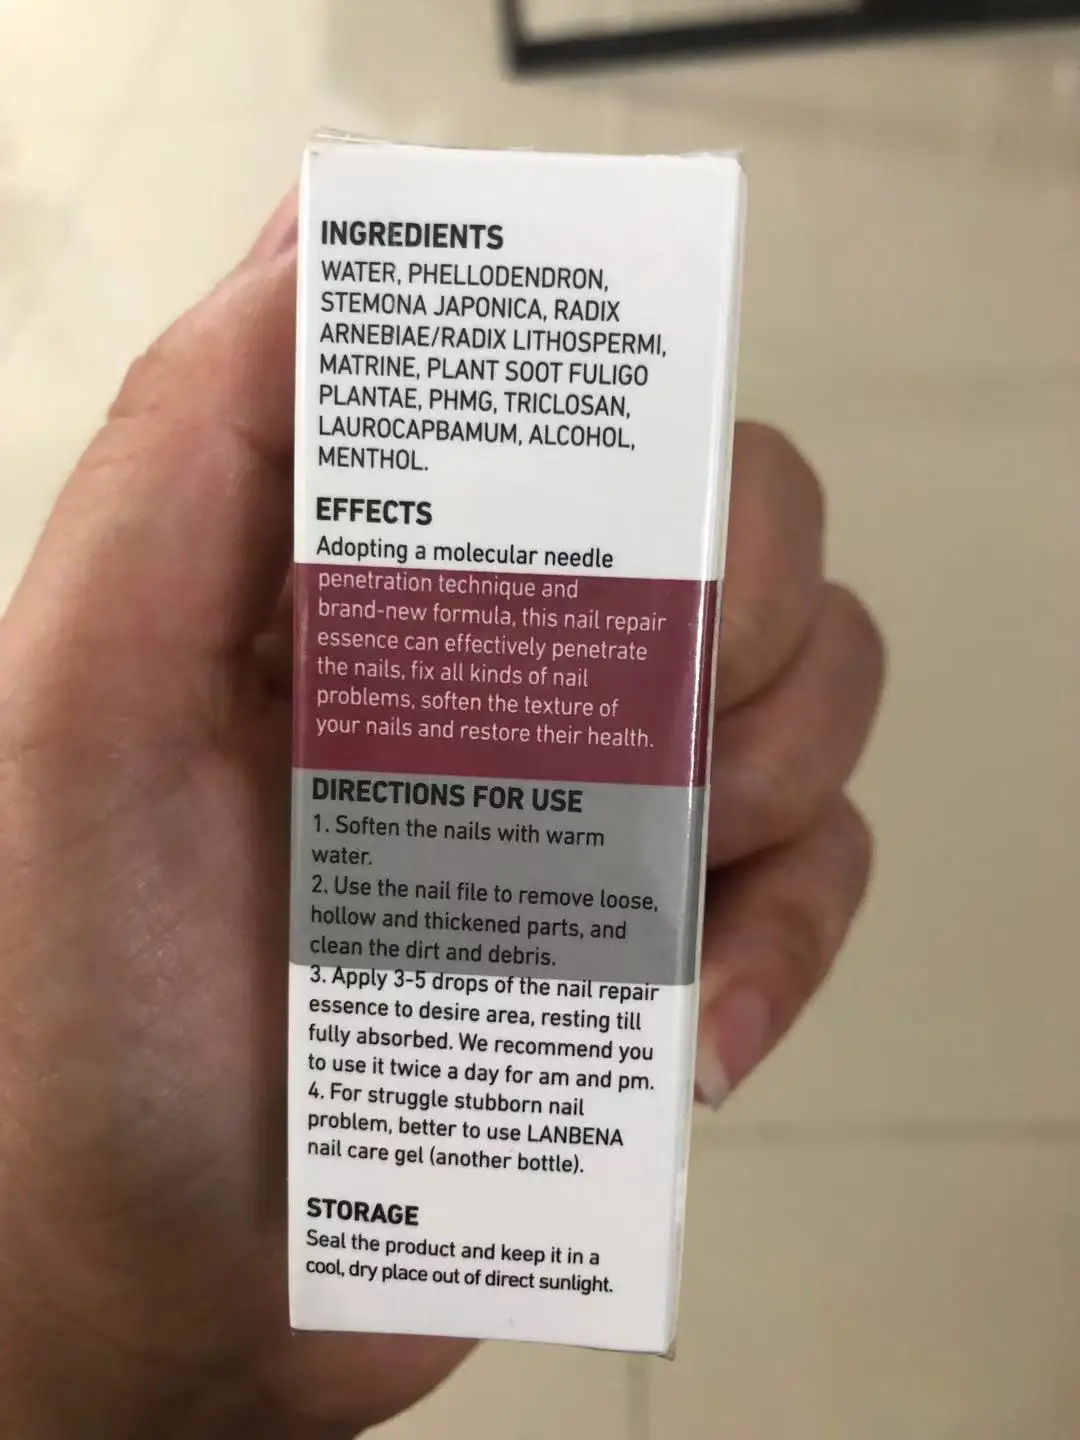 INGREDIENTS
WATER, PHELLODENDRON,
STEMONA JAPONICA, RADIX
ARNEBIAE/RADIX LITHOSPERMI,
MATRINE, PLANT SOOT FULIGO
PLANTAE, PHMG, TRICLOSAN,
LAUROCAPBAMUM, ALCOHOL,
MENTHOL.
EFFECTS
Adopting a molecular needle
penetration technique and
brand-new formula, this nail repair
essence can effectively penetrate
the nails, fix all kinds of nail
problems, soften the texture of
your nails and restore their health.
DIRECTIONS FOR USE
1. Soften the nails with warm
water.
2. Use the nail file to remove loose,
hollow and thickened parts, and
clean the dirt and debris.
3. Apply 3-5 drops of the nail repair
essence to desire area, resting till
fully absorbed. We recommend you
to use it twice a day for am and pm.
4. For struggle stubborn nail
problem, better to use LANBENA
nail care gel (another bottle).
STORAGE
Seal the product and keep it in a
cool, dry place out of direct sunlight.